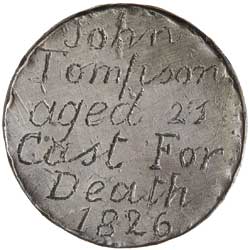 John
Tompson
aged 21
Cast For
Death
1826